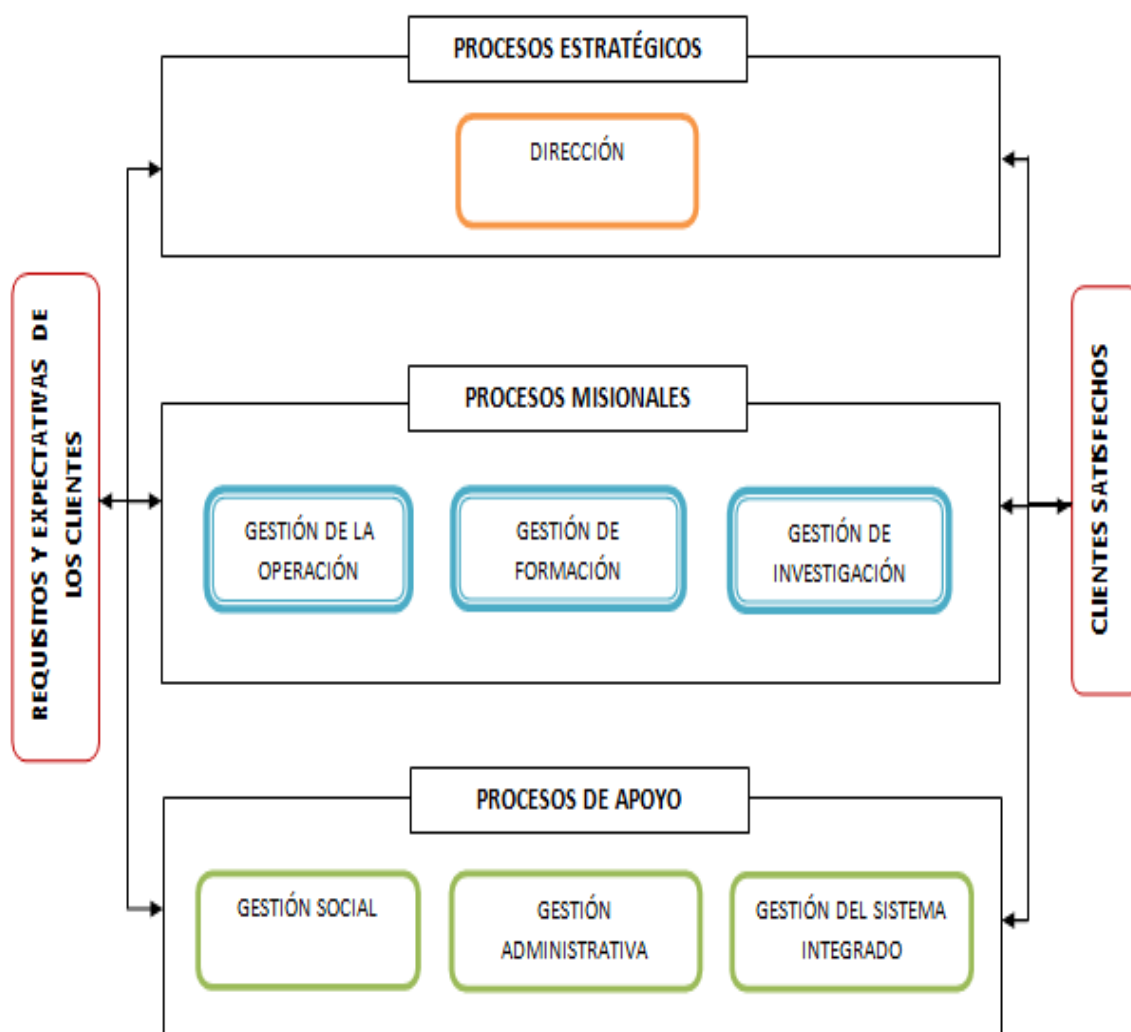 PROCESOS ESTRATÉGICOS
DIRECCIÓN
REQUISITOS Y EXPECTATIVAS DE
LOS CLIENTES
PROCESOS MISIONALES
GESTIÓN DE LA
OPERACIÓN
GESTIÓN DE
FORMACIÓN
GESTIÓN DE
INVESTIGACIÓN
CLIENTES SATISFECHOS
PROCESOS DE APOYO
GESTIÓN SOCIAL
GESTIÓN
ADMINISTRATIVA
GESTIÓN DEL SISTEMA
INTEGRADO